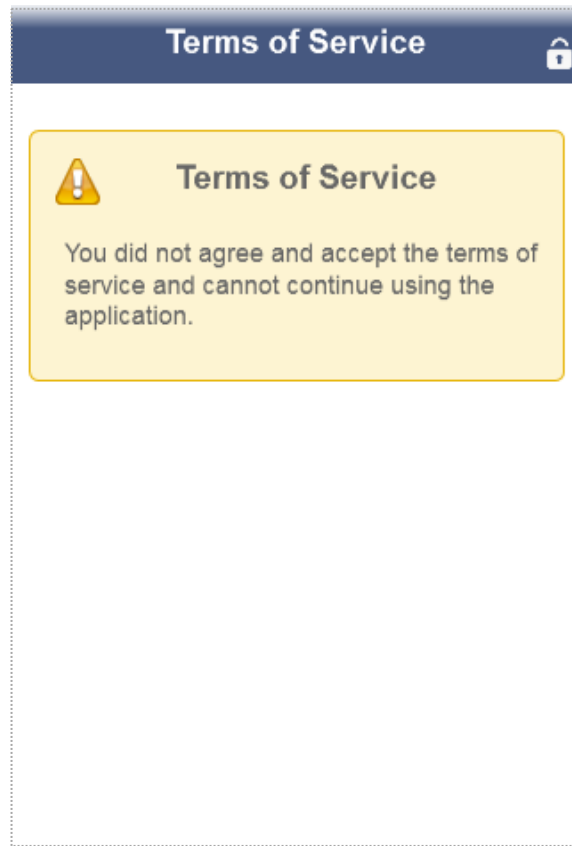 Terms of Service
Terms of Service
You did not agree and accept the terms of
service and cannot continue using the
application.